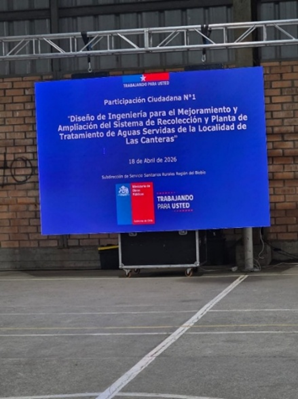 TRABAJANDO PARA USTED
Participación Ciudadana N°1
"Diseño de Ingeniería para el Mejoramiento y
Ampliación del Sistema de Recolección y Planta de
Tratamiento de Aguas Servidas de la Localidad de
Las Canteras"
18 de Abril de 2026
Subdirección de Servicios Sanitarios Rurales Región del Biobío
Ministerio de
Obras
Públicas
TRABAJANDO
PARA USTED